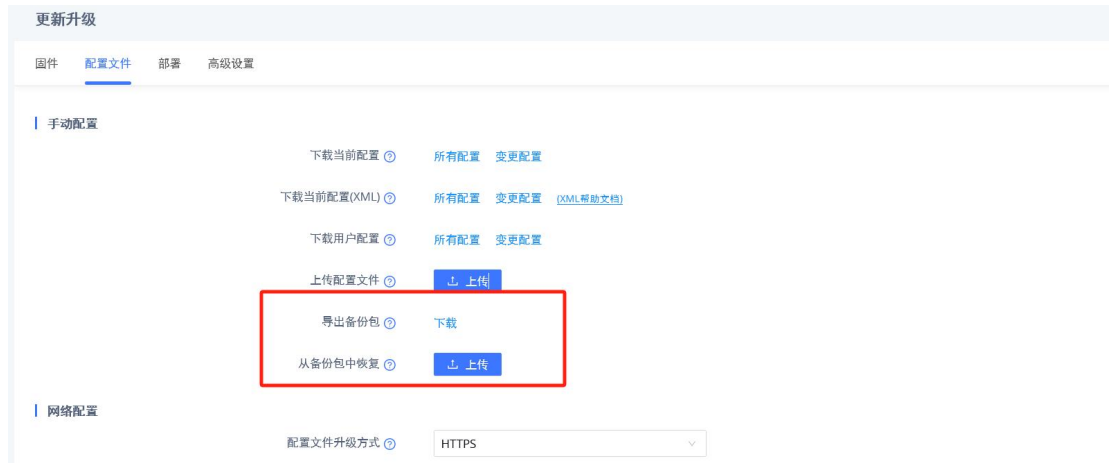 更新升级
固件 配置文件 部署 高级设置
手动配置
下载当前配置 所有配置 变更配置
下载当前配置(XML) 所有配置 变更配置 (XML帮助文档)
下载用户配置 所有配置 变更配置
上传配置文件 上传
导出备份包 下载
从备份包中恢复 上传
网络配置
配置文件升级方式 HTTPS